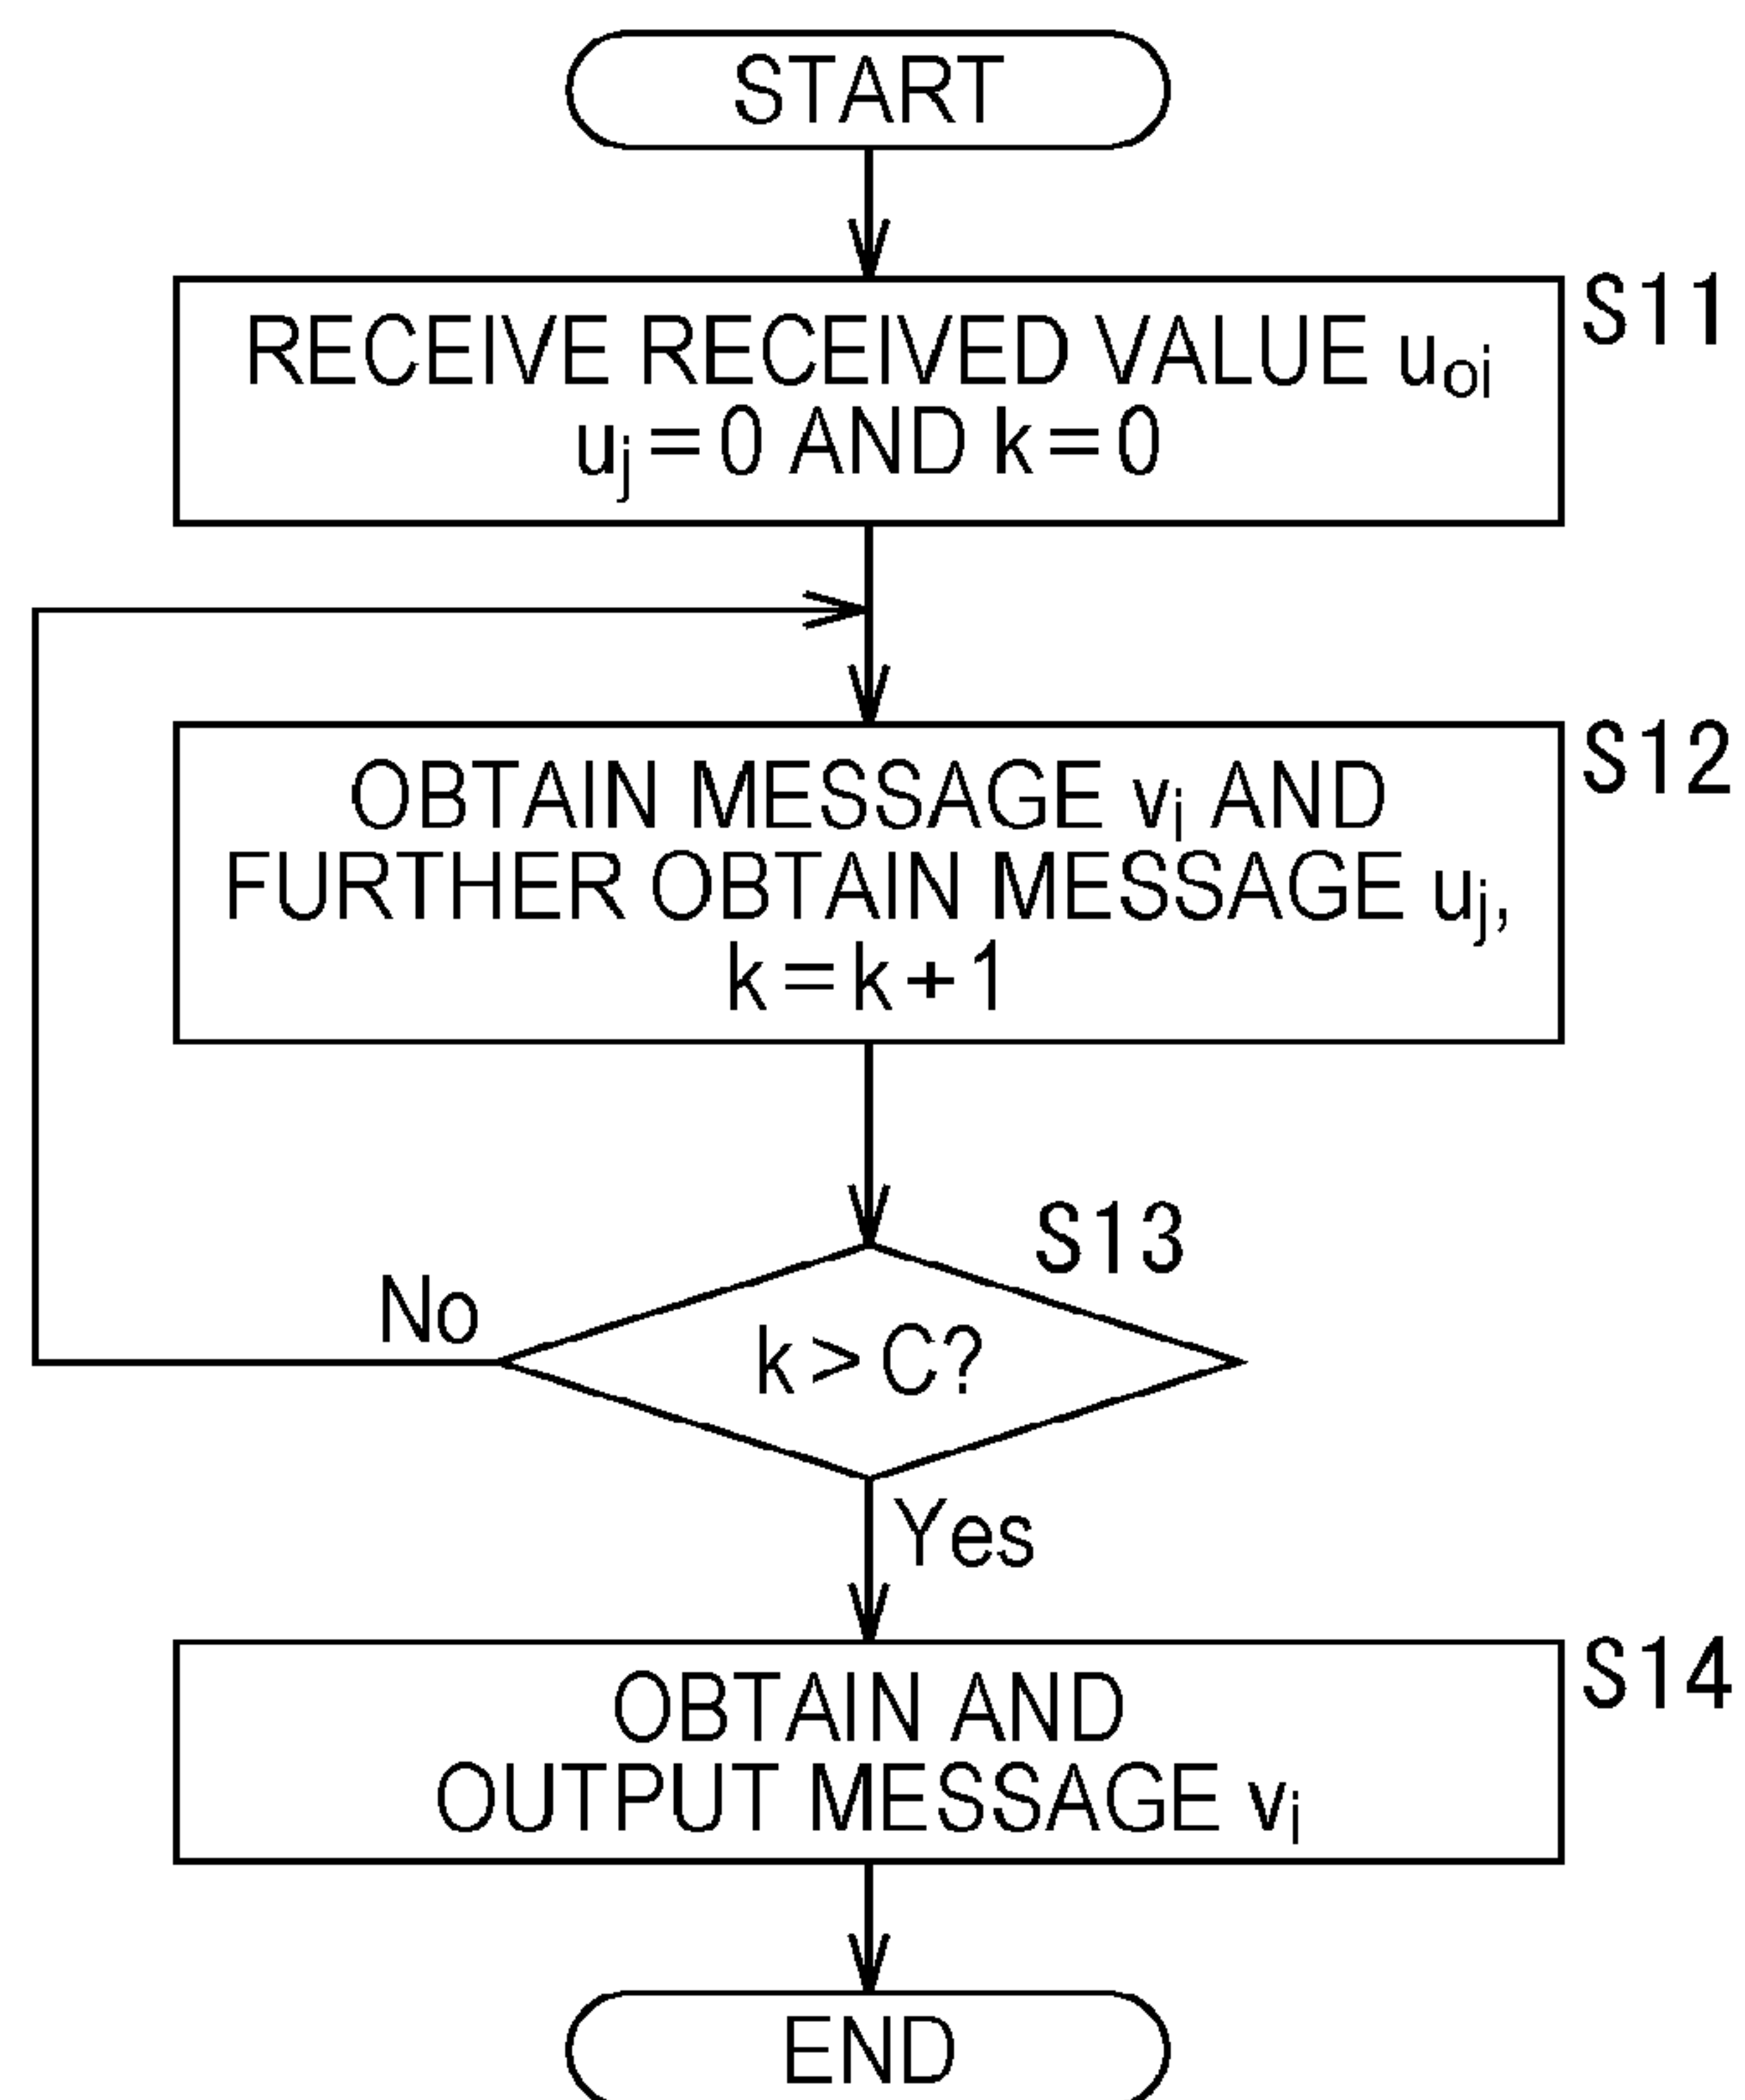 START
S11
RECEIVE RECEIVED VALUE uoi
uj=0 AND k=0
S12
OBTAIN MESSAGE vi AND
FURTHER OBTAIN MESSAGE uj,
k=k+1
S13
No
k>C?
Yes
S14
OBTAIN AND
OUTPUT MESSAGE vi
END